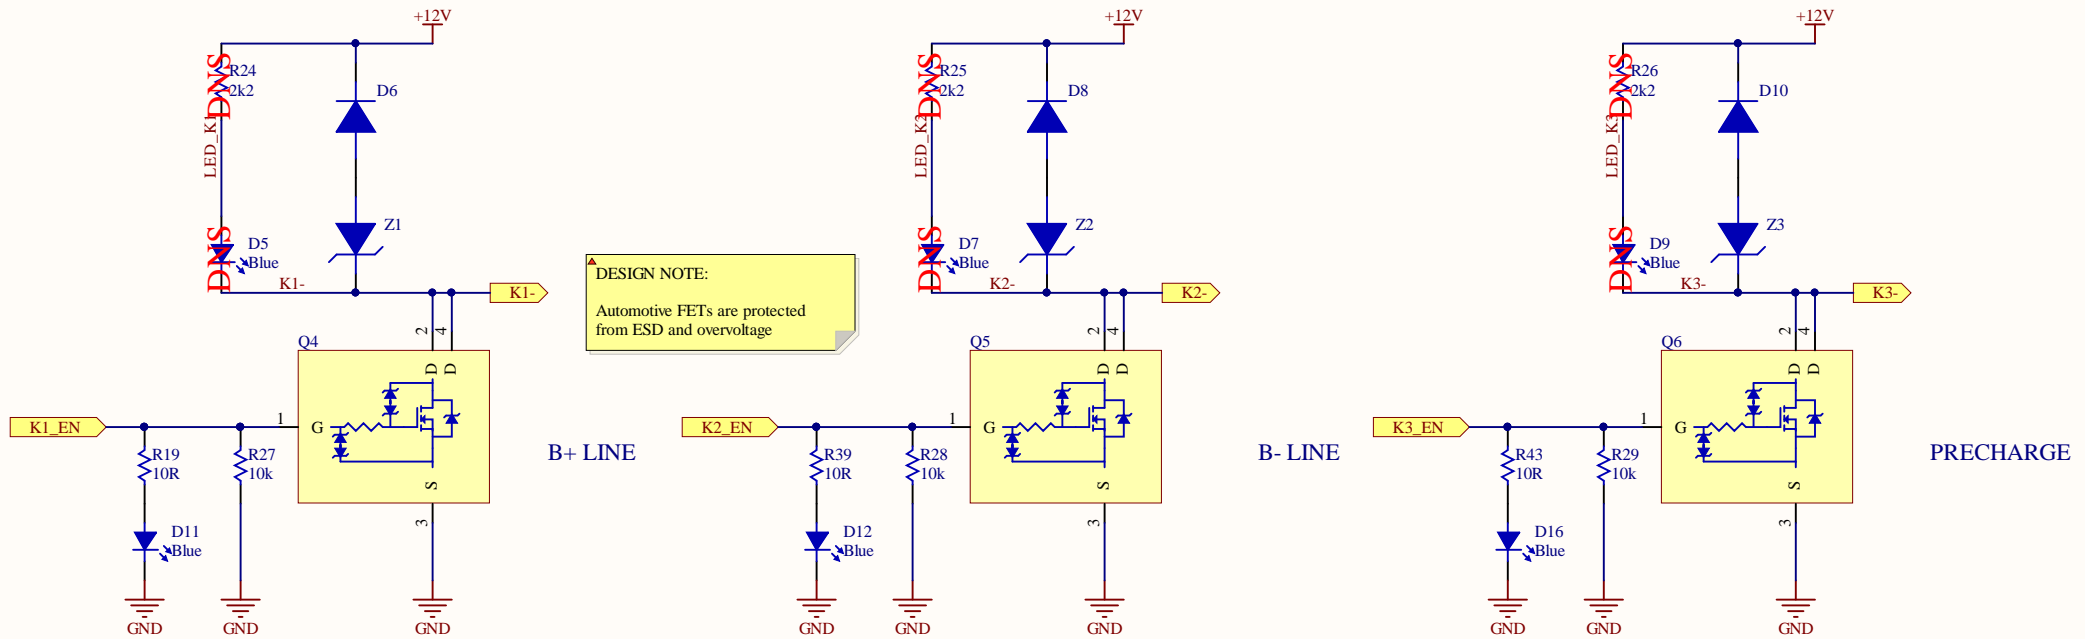 +12V
DNS
R24
2k2
D6
LED_K1
Z1
DNS
D5
Blue
K1-
K1-
2
4
Q4
D
D
K1_EN
1
G
R19
10R
R27
10k
S
3
D11
Blue
GND
GND
GND
B+ LINE
DESIGN NOTE:
Automotive FETs are protected
from ESD and overvoltage
+12V
DNS
R25
2k2
D8
LED_K2
Z2
DNS
D7
Blue
K2-
K2-
2
4
Q5
D
D
K2_EN
1
G
R39
10R
R28
10k
S
3
D12
Blue
GND
GND
GND
B- LINE
+12V
DNS
R26
2k2
D10
LED_K3
Z3
DNS
D9
Blue
K3-
K3-
2
4
Q6
D
D
K3_EN
1
G
R43
10R
R29
10k
S
3
D16
Blue
GND
GND
GND
PRECHARGE